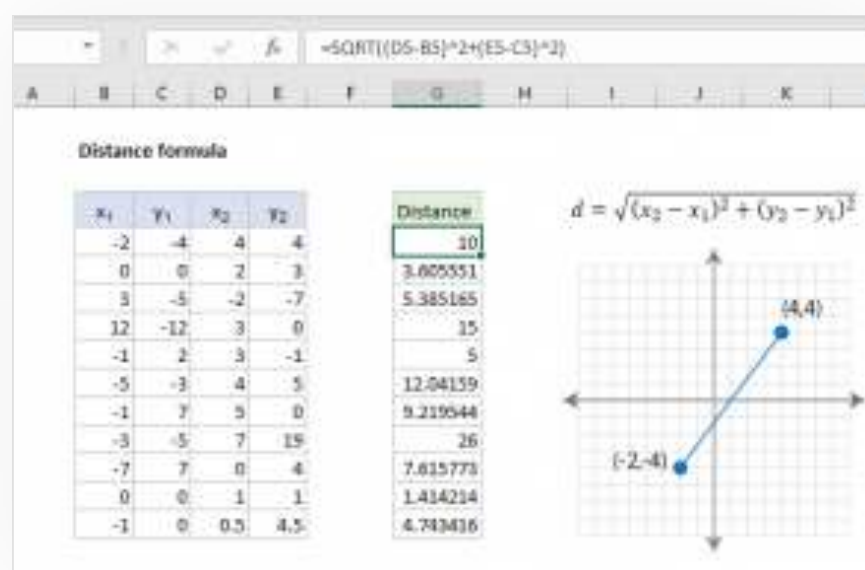 fx =SQRT((D5-B5)^2+(E5-C5)^2)
A B C D E F G H I J K
Distance formula
x₁ y₁ x₂ y₂ Distance d = √(x₂ − x₁)² + (y₂ − y₁)²
-2 -4 4 4 10
0 0 2 3 3.605551
3 -5 -2 -7 5.385165
12 -12 3 0 15
-1 2 3 -1 5
-5 -3 4 5 12.04159
-1 7 5 0 9.219544
-3 -5 7 19 26
-7 7 0 4 7.615773
0 0 1 1 1.414214
-1 0 0.5 4.5 4.743416
(4,4)
(-2,-4)